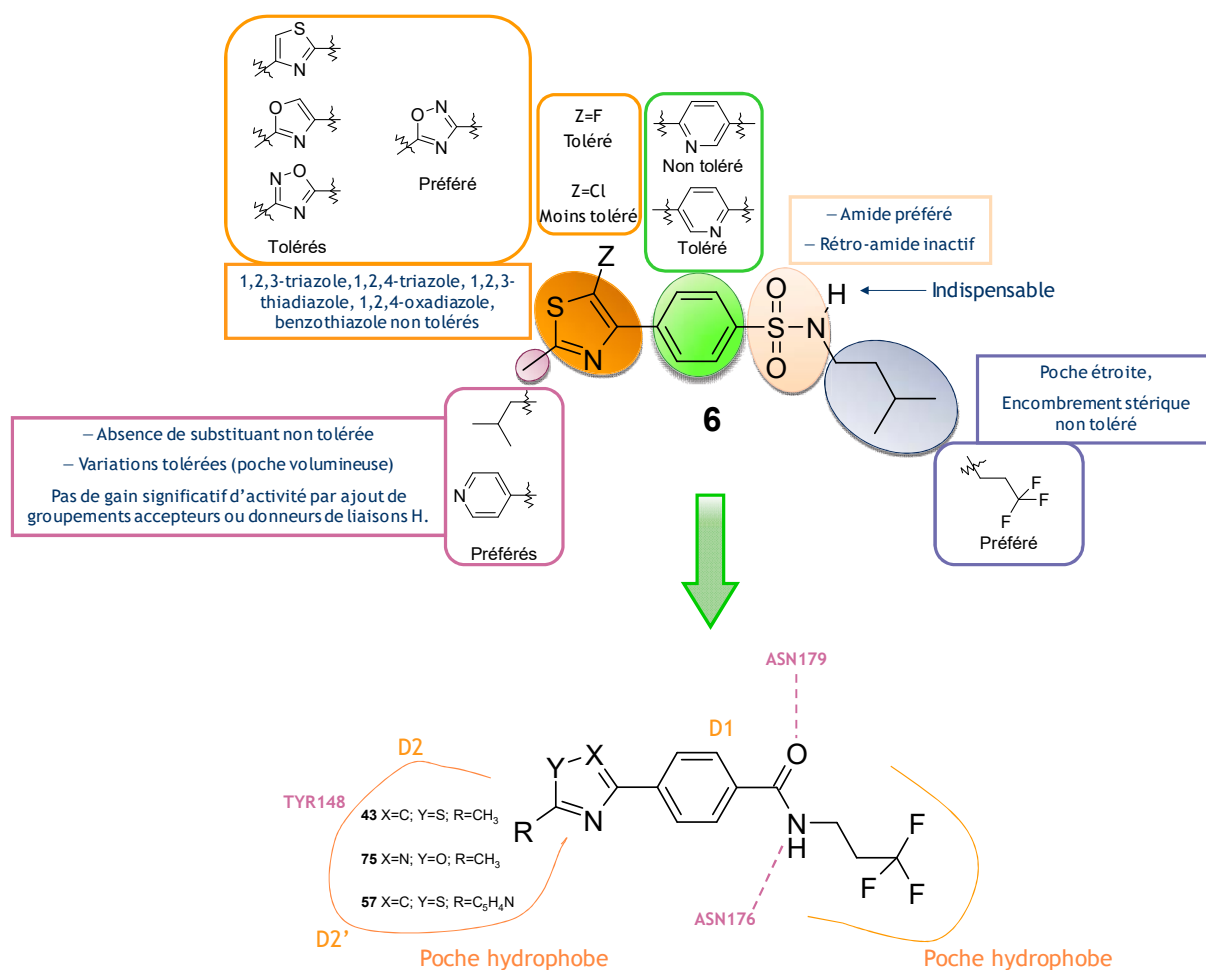 S
N
O
N
N O
N
Tolérés
O N
N
Préféré
Z=F
Toléré
Z=Cl
Moins toléré
N
Non toléré
N
Toléré
– Amide préféré
– Rétro-amide inactif
1,2,3-triazole,1,2,4-triazole, 1,2,3-
thiadiazole, 1,2,4-oxadiazole,
benzothiazole non tolérés
Z
S
N
O
S
O
H
N
Indispensable
6
Poche étroite,
Encombrement stérique
non toléré
– Absence de substituant non tolérée
– Variations tolérées (poche volumineuse)
Pas de gain significatif d’activité par ajout de
groupements accepteurs ou donneurs de liaisons H.
N
Préférés
F
F
F
Préféré
ASN179
D1
D2
O
Y X
R N
N
H
F
F
F
TYR148
43 X=C; Y=S; R=CH3
75 X=N; Y=O; R=CH3
57 X=C; Y=S; R=C5H4N
ASN176
D2’
Poche hydrophobe
Poche hydrophobe